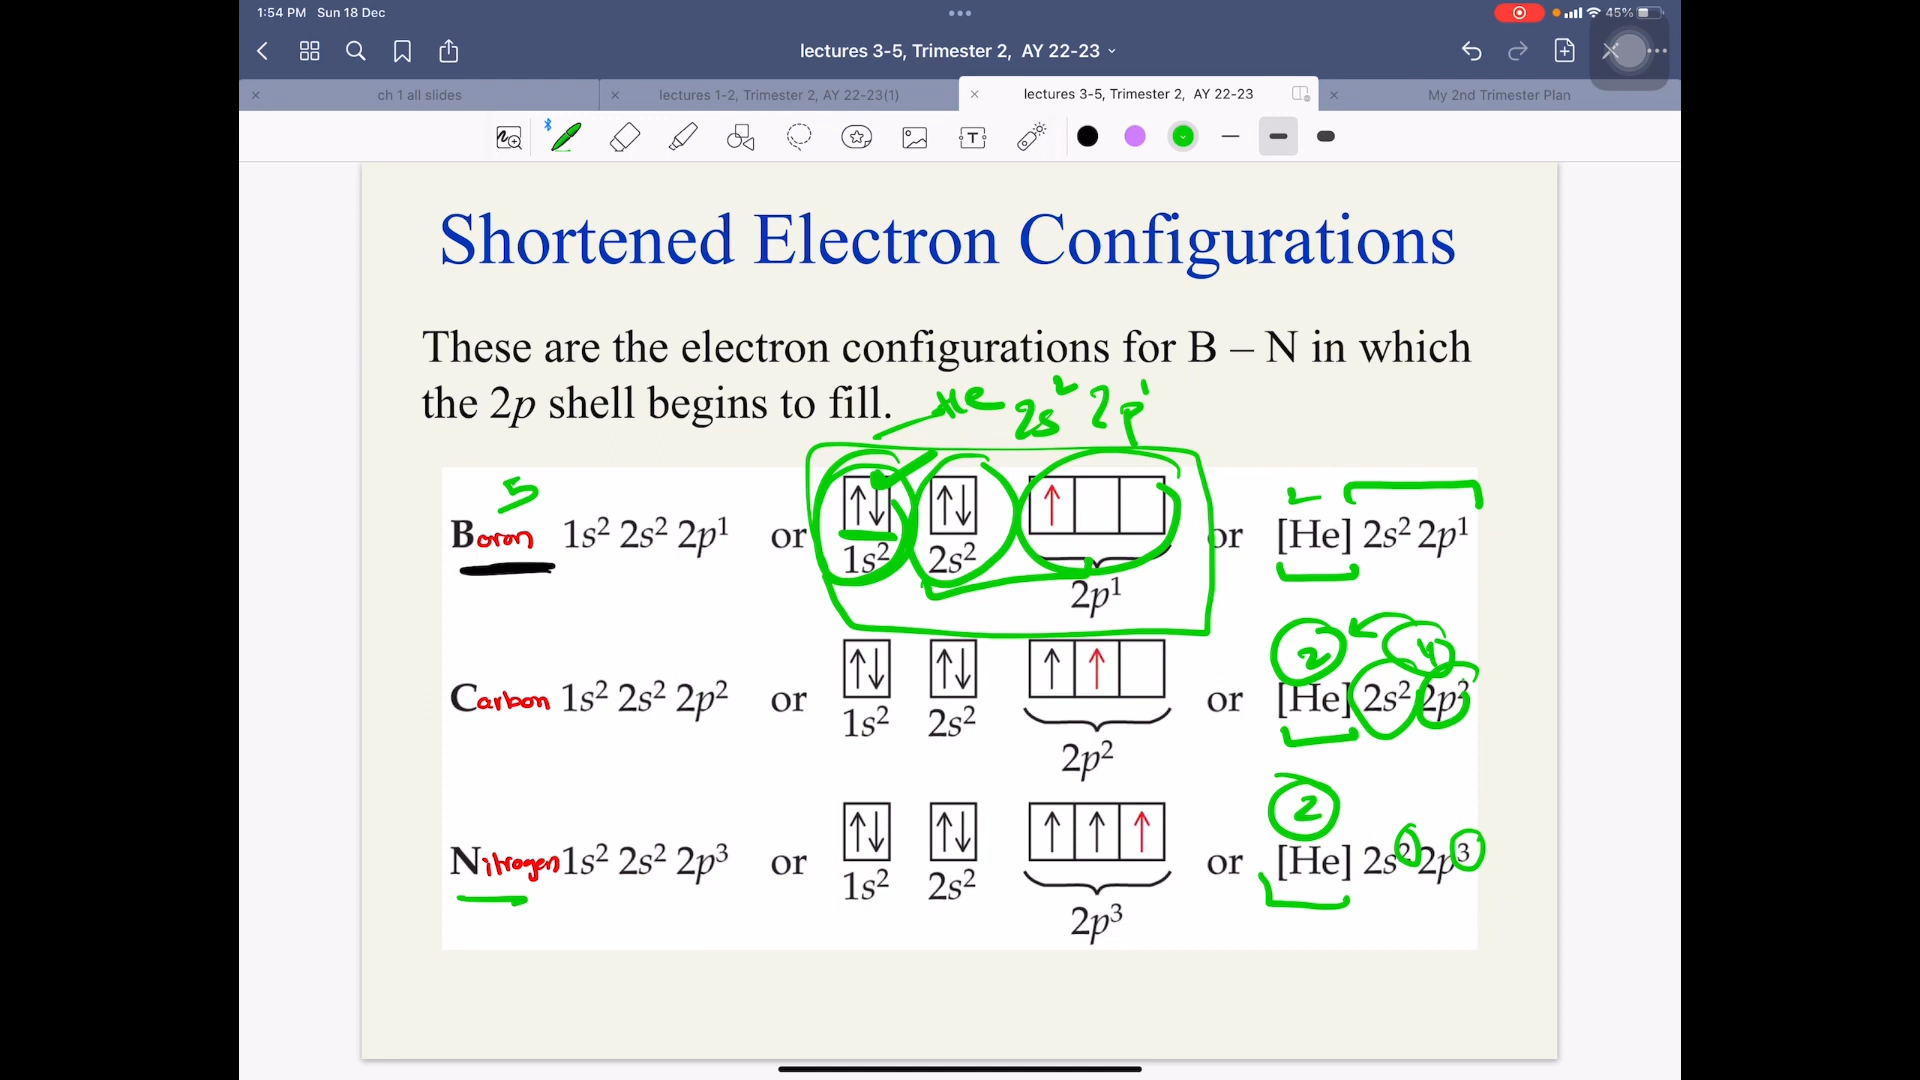 1:54 PM Sun 18 Dec
45%
lectures 3-5, Trimester 2, AY 22-23
ch 1 all slides
lectures 1-2, Trimester 2, AY 22-23(1)
lectures 3-5, Trimester 2, AY 22-23
My 2nd Trimester Plan
Shortened Electron Configurations
These are the electron configurations for B – N in which
the 2p shell begins to fill.
He 2s² 2p¹
5
2
Boron 1s² 2s² 2p¹ or ↑↓ ↑↓ ↑ or [He] 2s² 2p¹
1s² 2s²
2p¹
2 4
Carbon 1s² 2s² 2p² or ↑↓ ↑↓ ↑ ↑ or [He] 2s² 2p²
1s² 2s²
2p²
2
Nitrogen 1s² 2s² 2p³ or ↑↓ ↑↓ ↑ ↑ ↑ or [He] 2s² 2p³
1s² 2s²
2p³